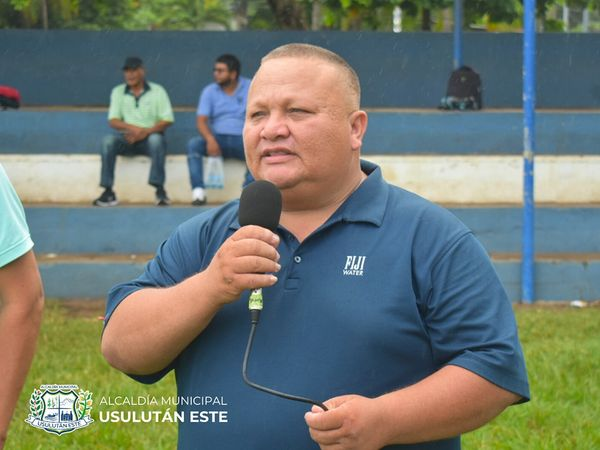 FIJI
WATER
ALCALDÍA MUNICIPAL
USULUTÁN ESTE